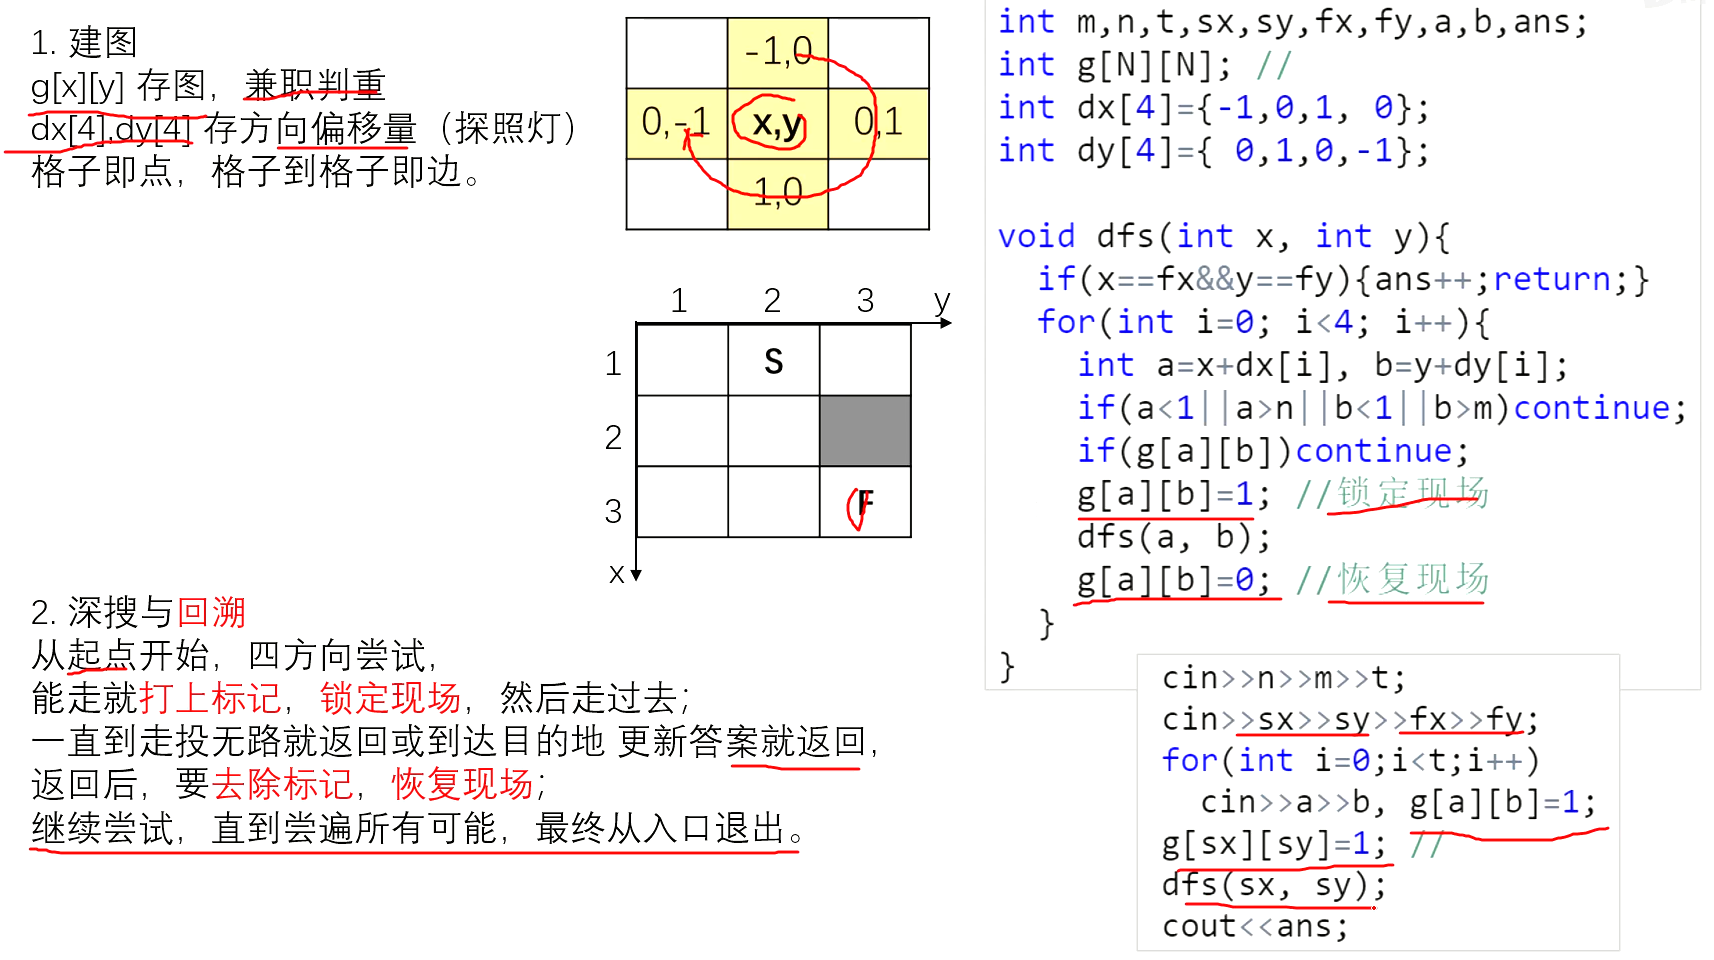 1. 建图
g[x][y] 存图，兼职判重
dx[4],dy[4] 存方向偏移量（探照灯）
格子即点，格子到格子即边。
-1,0
0,-1 x,y 0,1
1,0
1 2 3 y
1 S
2
3 F
x
2. 深搜与回溯
从起点开始，四方向尝试，
能走就打上标记，锁定现场，然后走过去；
一直到走投无路就返回或到达目的地 更新答案就返回，
返回后，要去除标记，恢复现场；
继续尝试，直到尝遍所有可能，最终从入口退出。
int m,n,t,sx,sy,fx,fy,a,b,ans;
int g[N][N]; //
int dx[4]={-1,0,1, 0};
int dy[4]={ 0,1,0,-1};
void dfs(int x, int y){
if(x==fx&&y==fy){ans++;return;}
for(int i=0; i<4; i++){
int a=x+dx[i], b=y+dy[i];
if(a<1||a>n||b<1||b>m)continue;
if(g[a][b])continue;
g[a][b]=1; //锁定现场
dfs(a, b);
g[a][b]=0; //恢复现场
}
}
cin>>n>>m>>t;
cin>>sx>>sy>>fx>>fy;
for(int i=0;i<t;i++)
cin>>a>>b, g[a][b]=1;
g[sx][sy]=1; //
dfs(sx, sy);
cout<<ans;